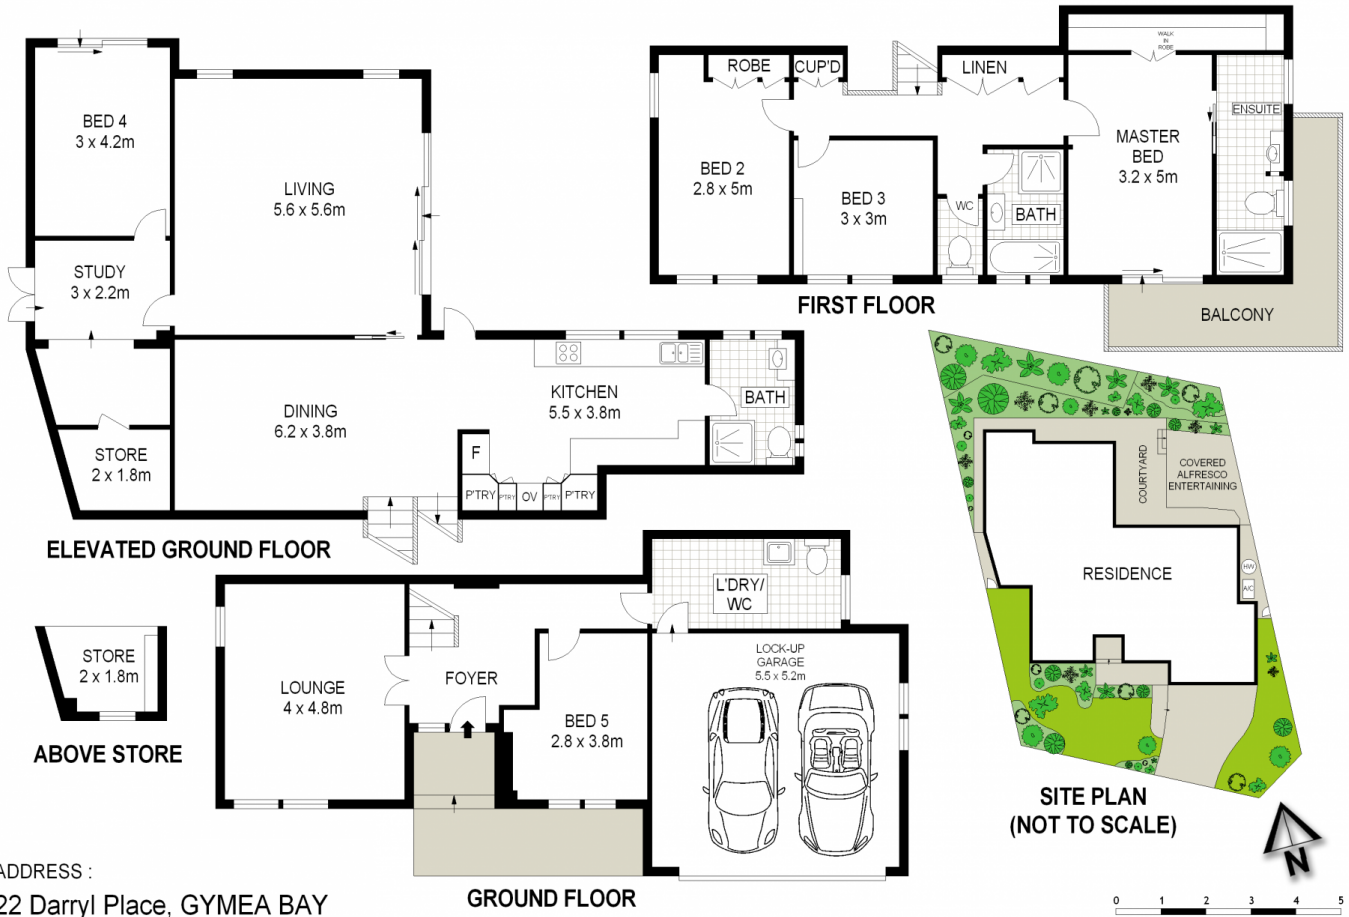 BED 4
3 x 4.2m
LIVING
5.6 x 5.6m
STUDY
3 x 2.2m
DINING
6.2 x 3.8m
KITCHEN
5.5 x 3.8m
BATH
STORE
2 x 1.8m
F
P'TRY
P'TRY
OV
P'TRY
P'TRY
ELEVATED GROUND FLOOR
WALK
IN
ROBE
ROBE
CUP'D
LINEN
ENSUITE
MASTER
BED
3.2 x 5m
BED 2
2.8 x 5m
BED 3
3 x 3m
WC
BATH
BALCONY
FIRST FLOOR
COURTYARD
COVERED
ALFRESCO
ENTERTAINING
RESIDENCE
HW
A/C
SITE PLAN
(NOT TO SCALE)
N
L'DRY/
WC
LOCK-UP
GARAGE
5.5 x 5.2m
LOUNGE
4 x 4.8m
FOYER
BED 5
2.8 x 3.8m
GROUND FLOOR
STORE
2 x 1.8m
ABOVE STORE
ADDRESS :
22 Darryl Place, GYMEA BAY
0 1 2 3 4 5